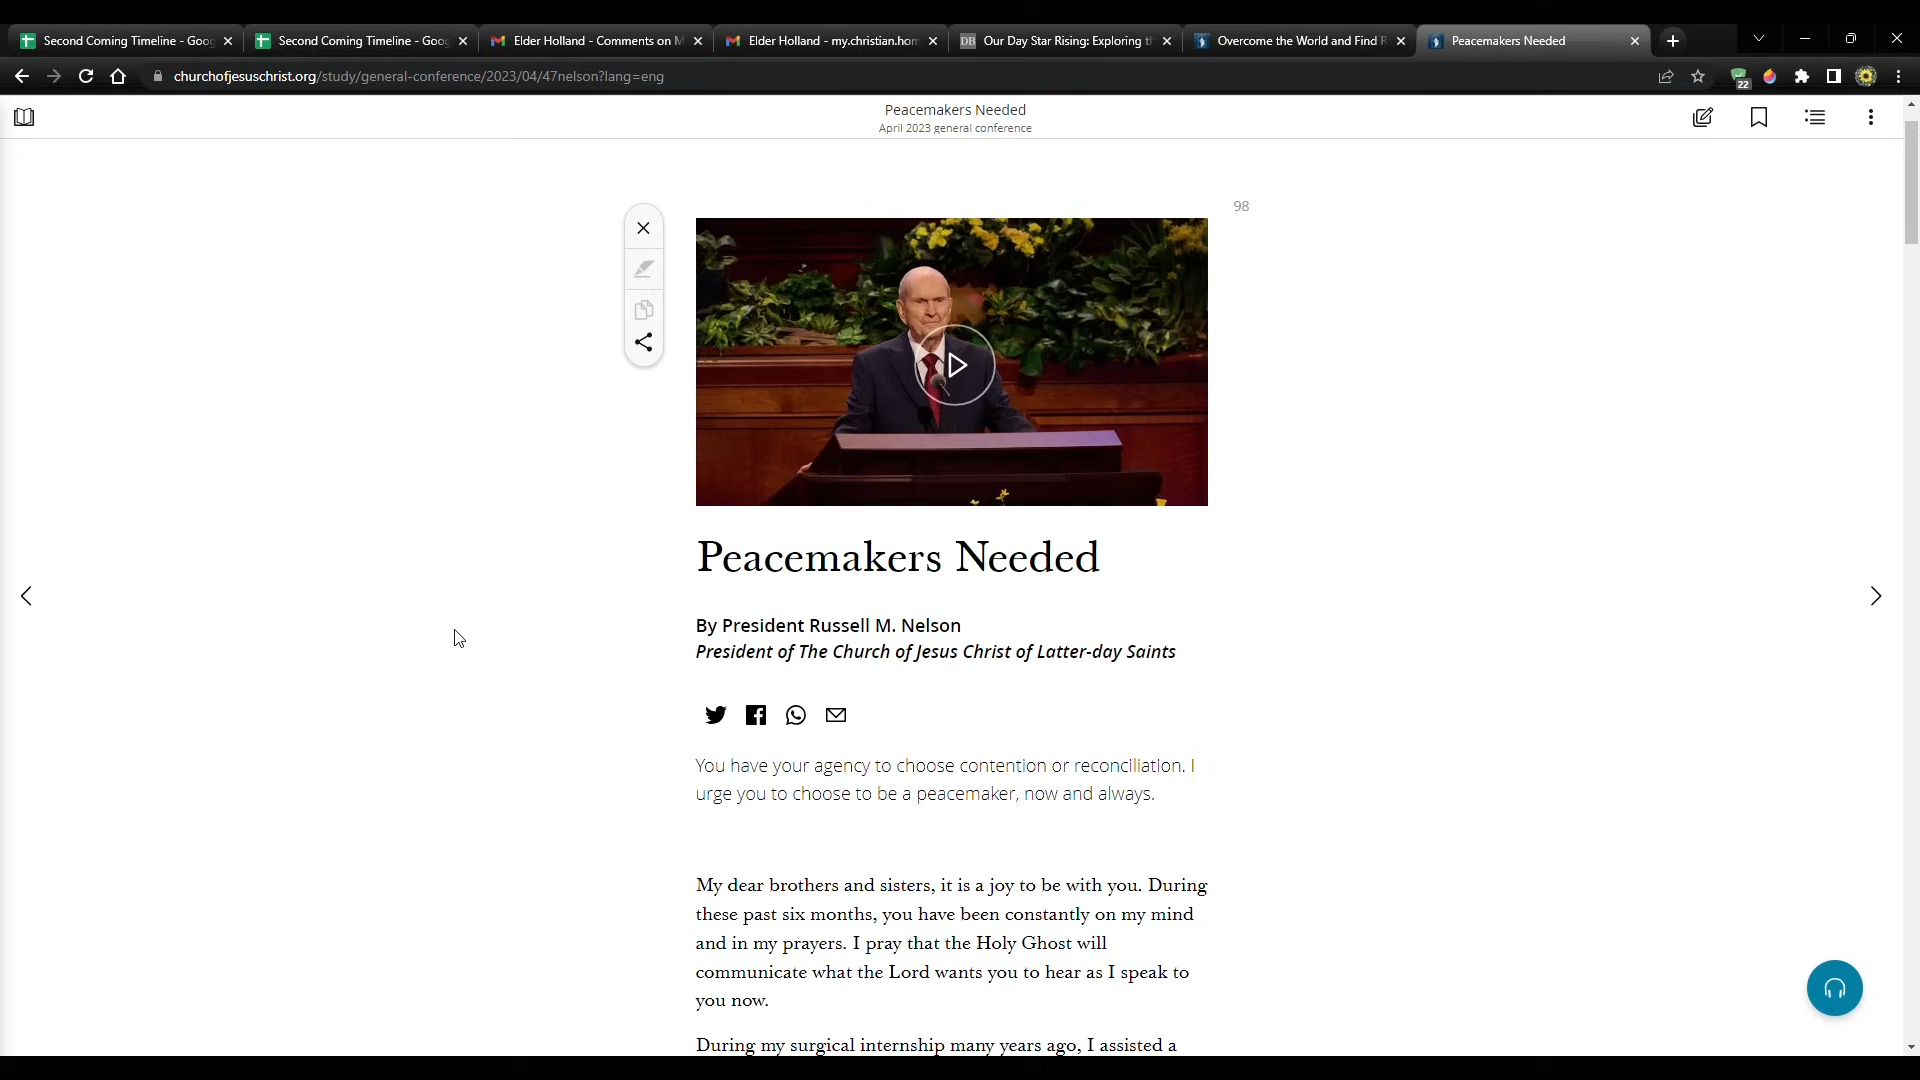 Second Coming Timeline - Goog
Second Coming Timeline - Goog
Elder Holland - Comments on M
Elder Holland - my.christian.hom
DB Our Day Star Rising: Exploring t
Overcome the World and Find R
Peacemakers Needed
churchofjesuschrist.org/study/general-conference/2023/04/47nelson?lang=eng
22
Peacemakers Needed
April 2023 general conference
98
Peacemakers Needed
By President Russell M. Nelson
President of The Church of Jesus Christ of Latter-day Saints
You have your agency to choose contention or reconciliation. I
urge you to choose to be a peacemaker, now and always.
My dear brothers and sisters, it is a joy to be with you. During
these past six months, you have been constantly on my mind
and in my prayers. I pray that the Holy Ghost will
communicate what the Lord wants you to hear as I speak to
you now.
During my surgical internship many years ago, I assisted a